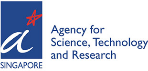 Agency for
Science, Technology
and Research
SINGAPORE